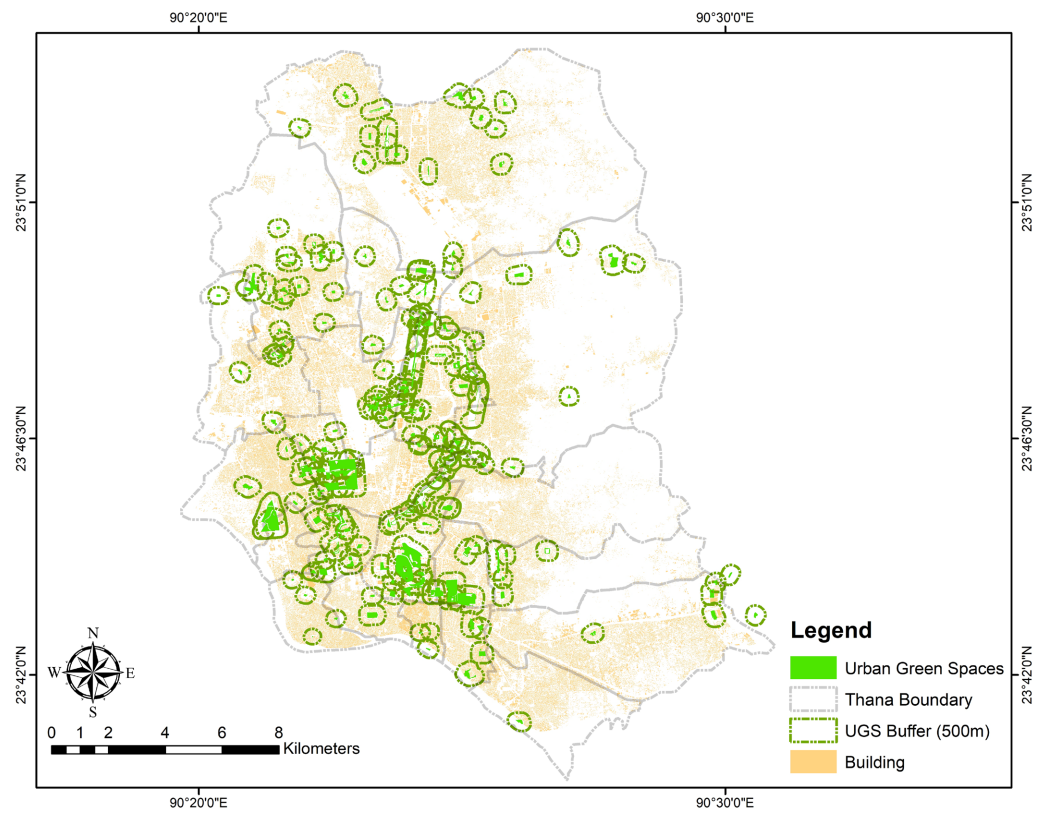 90°20'0"E 90°30'0"E
23°51'0"N 23°51'0"N
23°46'30"N 23°46'30"N
23°42'0"N 23°42'0"N
N
W E
S
0 1 2 4 6 8
Kilometers
Legend
Urban Green Spaces
Thana Boundary
UGS Buffer (500m)
Building
90°20'0"E 90°30'0"E